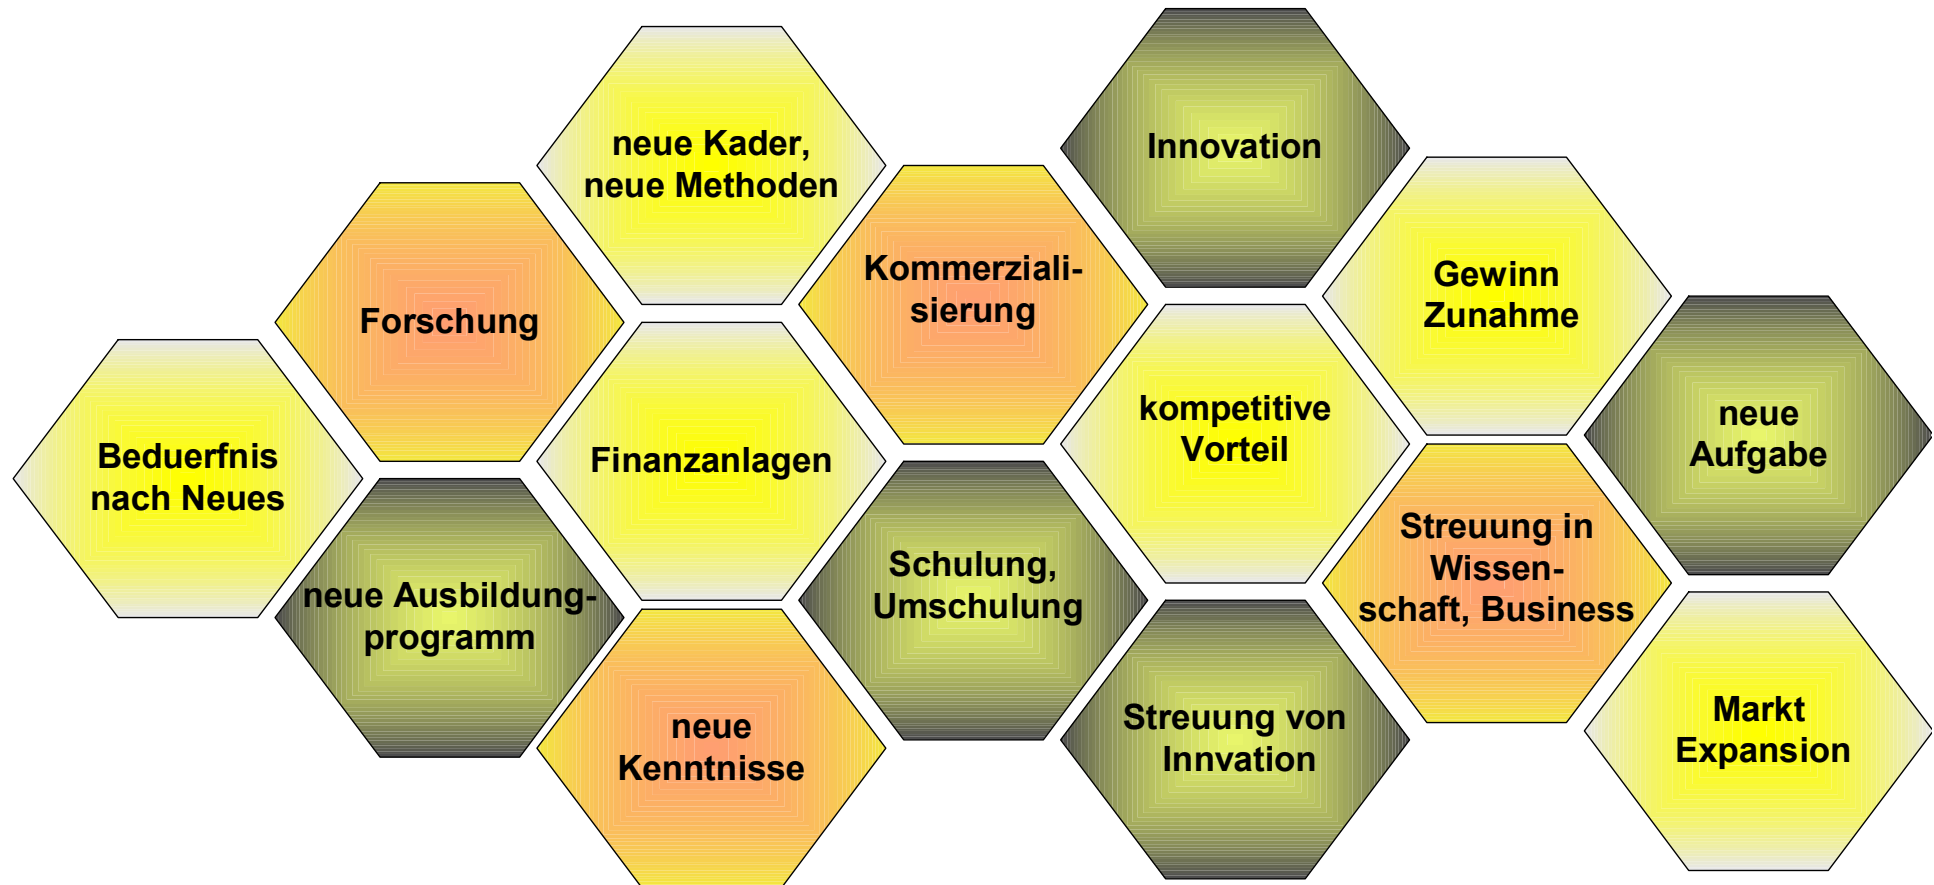 Beduerfnis
nach Neues
Forschung
neue Ausbildung-
programm
neue Kader,
neue Methoden
Finanzanlagen
neue
Kenntnisse
Kommerziali-
sierung
Schulung,
Umschulung
Innovation
kompetitive
Vorteil
Streuung von
Innvation
Gewinn
Zunahme
Streuung in
Wissen-
schaft, Business
neue
Aufgabe
Markt
Expansion